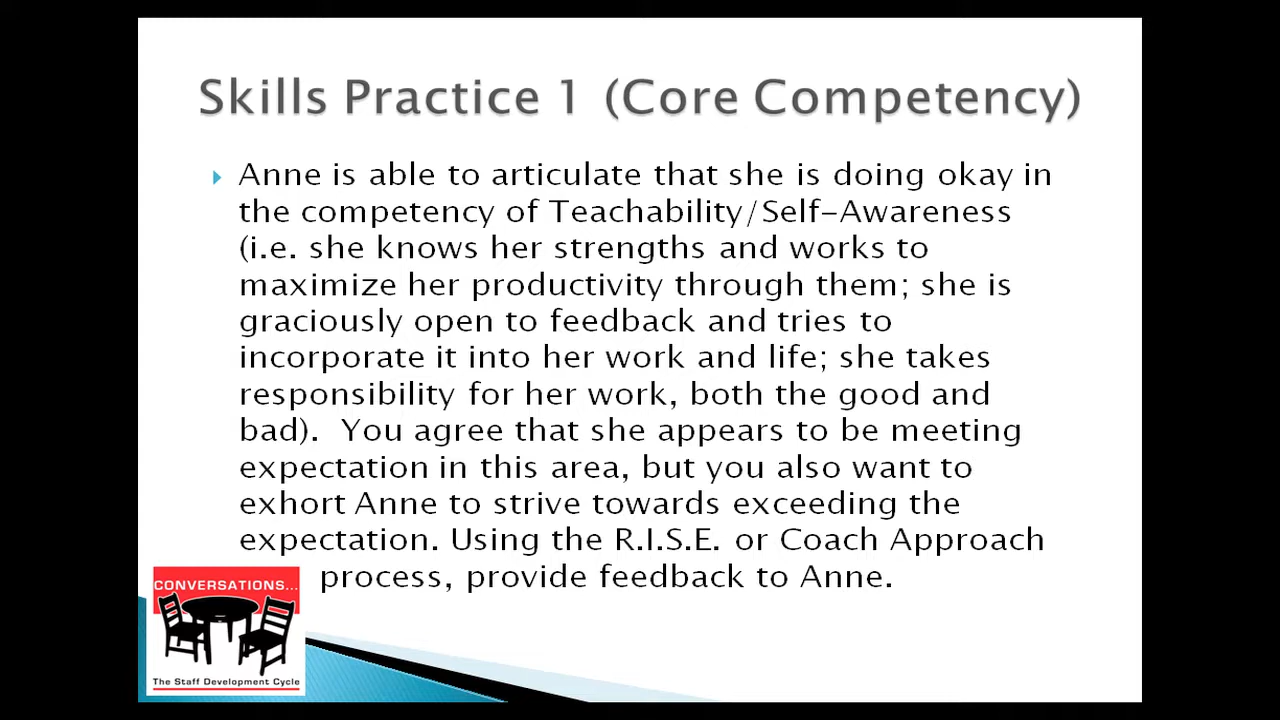 Skills Practice 1 (Core Competency)
Anne is able to articulate that she is doing okay in
the competency of Teachability/Self-Awareness
(i.e. she knows her strengths and works to
maximize her productivity through them; she is
graciously open to feedback and tries to
incorporate it into her work and life; she takes
responsibility for her work, both the good and
bad).  You agree that she appears to be meeting
expectation in this area, but you also want to
exhort Anne to strive towards exceeding the
expectation. Using the R.I.S.E. or Coach Approach
process, provide feedback to Anne.
CONVERSATIONS...
The Staff Development Cycle